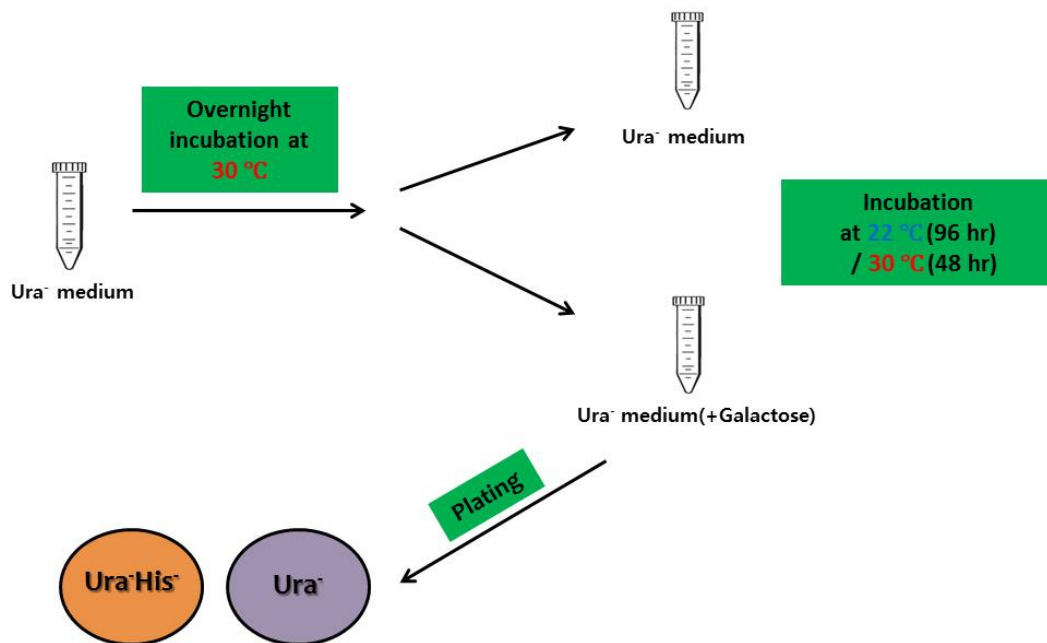 Overnight
incubation at
30 ℃
Ura⁻ medium
Ura⁻ medium
Incubation
at 22 ℃ (96 hr)
/ 30 ℃ (48 hr)
Ura⁻ medium(+Galactose)
Plating
Ura⁻His⁻
Ura⁻